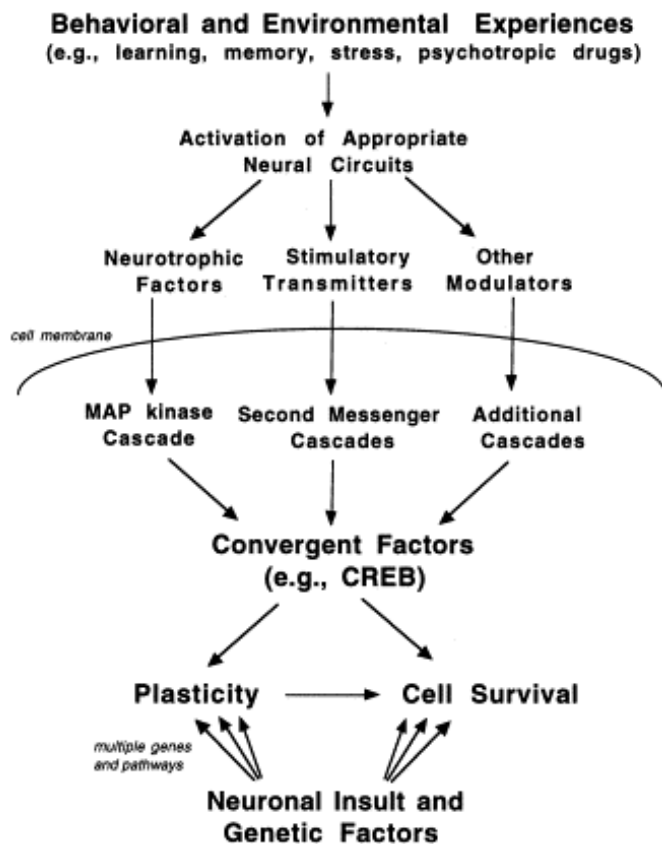 Behavioral and Environmental Experiences
(e.g., learning, memory, stress, psychotropic drugs)
Activation of Appropriate
Neural Circuits
Neurotrophic
Factors
Stimulatory
Transmitters
Other
Modulators
cell membrane
MAP kinase
Cascade
Second Messenger
Cascades
Additional
Cascades
Convergent Factors
(e.g., CREB)
Plasticity
Cell Survival
multiple genes
and pathways
Neuronal Insult and
Genetic Factors